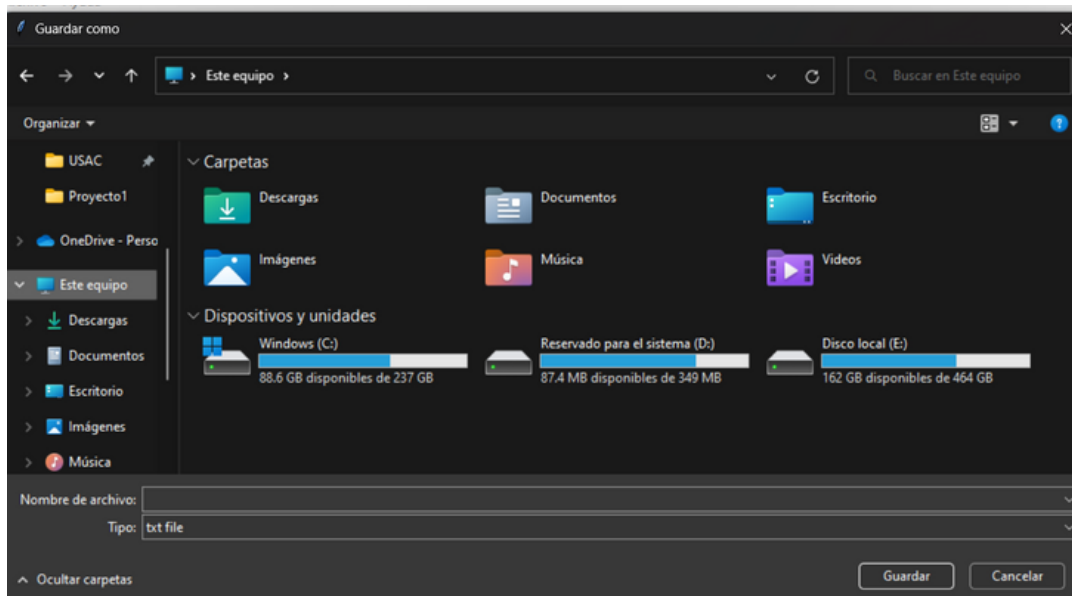 Guardar como
Este equipo
Buscar en Este equipo
Organizar
USAC
Proyecto1
OneDrive - Perso
Este equipo
Descargas
Documentos
Escritorio
Imágenes
Música
Carpetas
Descargas
Documentos
Escritorio
Imágenes
Música
Videos
Dispositivos y unidades
Windows (C:)
88.6 GB disponibles de 237 GB
Reservado para el sistema (D:)
87.4 MB disponibles de 349 MB
Disco local (E:)
162 GB disponibles de 464 GB
Nombre de archivo:
Tipo: txt file
Ocultar carpetas
Guardar
Cancelar